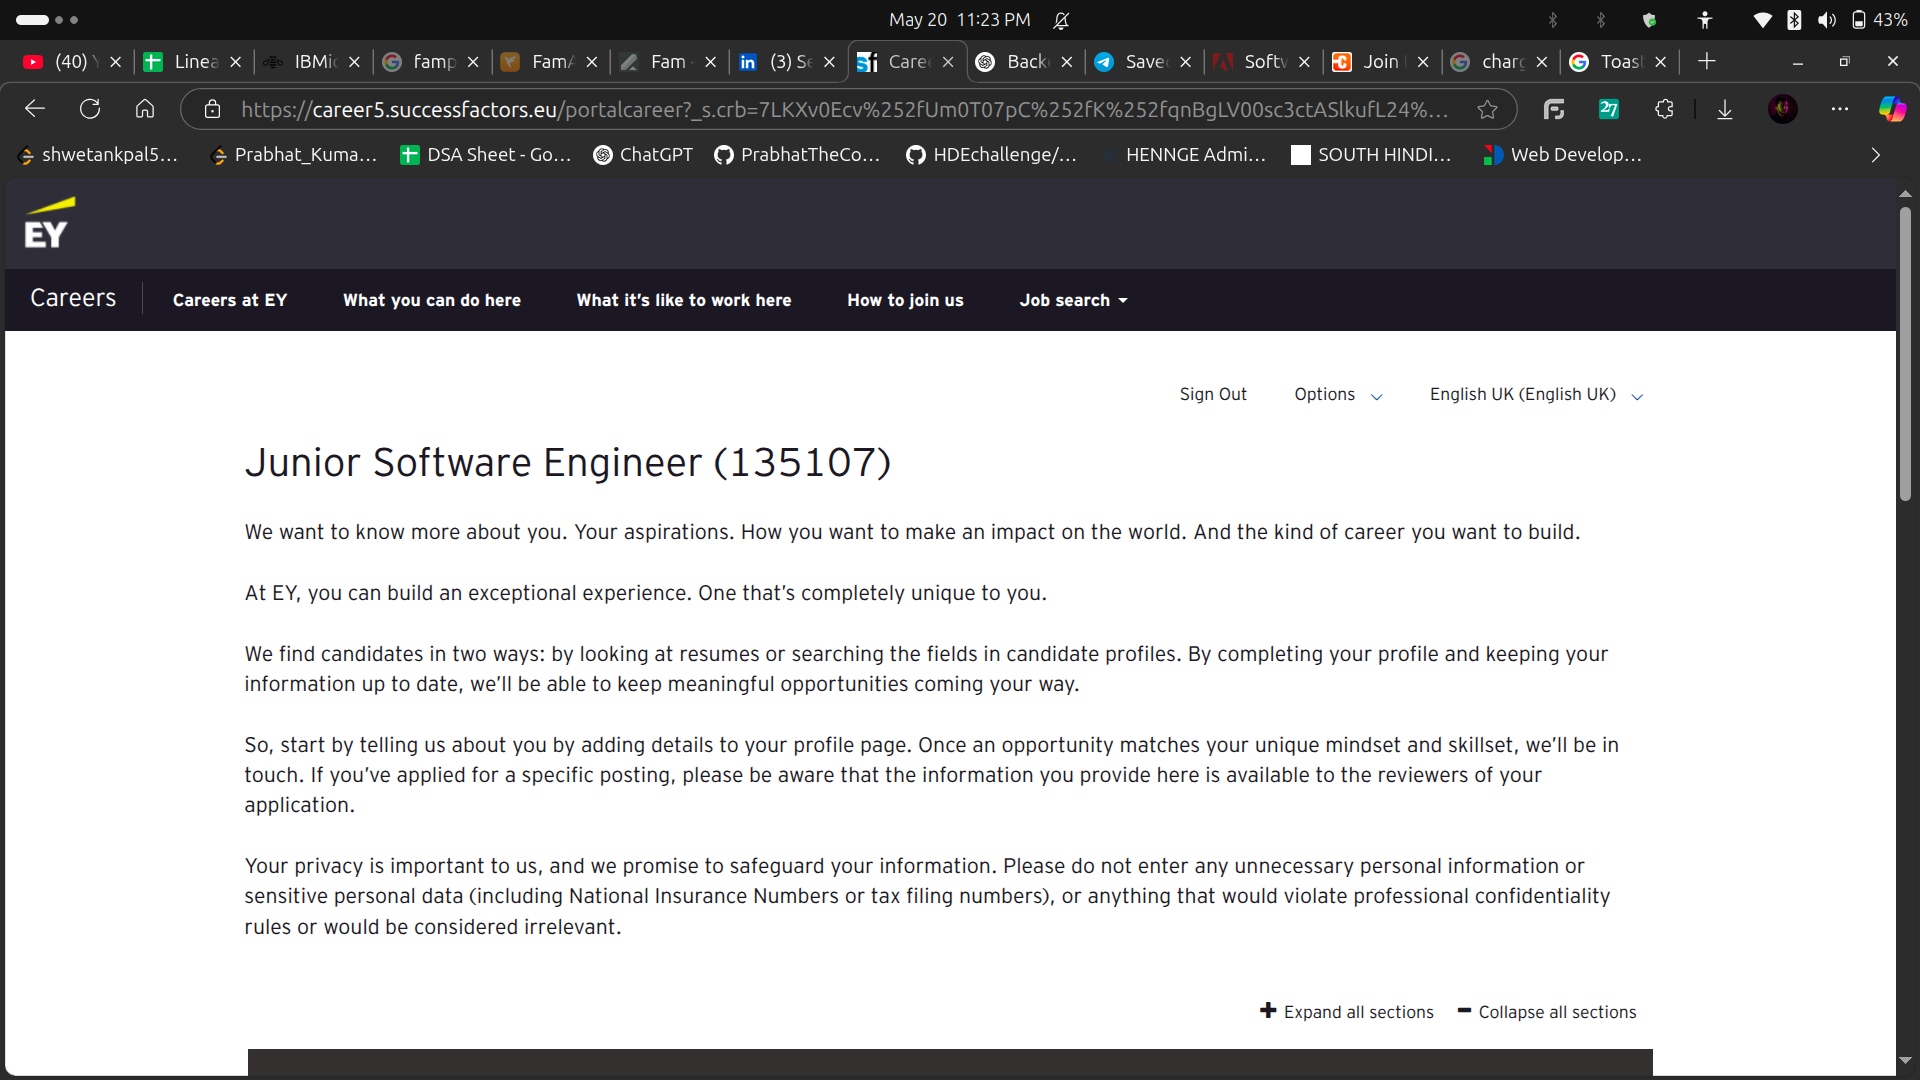 May 20 11:23 PM
43%
(40)
Linea
IBMi
famp
FamA
Fam -
(3) Se
Care
Back
Save
Softw
Join
char
Toas
https://career5.successfactors.eu/portalcareer?_s.crb=7LKXv0Ecv%252fUm0T07pC%252fK%252fqnBgLV00sc3ctASlkufL24%...
27
shwetankpal5...
Prabhat_Kuma...
DSA Sheet - Go...
ChatGPT
PrabhatTheCo...
HDEchallenge/...
HENNGE Admi...
SOUTH HINDI...
Web Develop...
EY
Careers
Careers at EY
What you can do here
What it's like to work here
How to join us
Job search
Sign Out
Options
English UK (English UK)
Junior Software Engineer (135107)
We want to know more about you. Your aspirations. How you want to make an impact on the world. And the kind of career you want to build.
At EY, you can build an exceptional experience. One that's completely unique to you.
We find candidates in two ways: by looking at resumes or searching the fields in candidate profiles. By completing your profile and keeping your
information up to date, we'll be able to keep meaningful opportunities coming your way.
So, start by telling us about you by adding details to your profile page. Once an opportunity matches your unique mindset and skillset, we'll be in
touch. If you've applied for a specific posting, please be aware that the information you provide here is available to the reviewers of your
application.
Your privacy is important to us, and we promise to safeguard your information. Please do not enter any unnecessary personal information or
sensitive personal data (including National Insurance Numbers or tax filing numbers), or anything that would violate professional confidentiality
rules or would be considered irrelevant.
Expand all sections
Collapse all sections